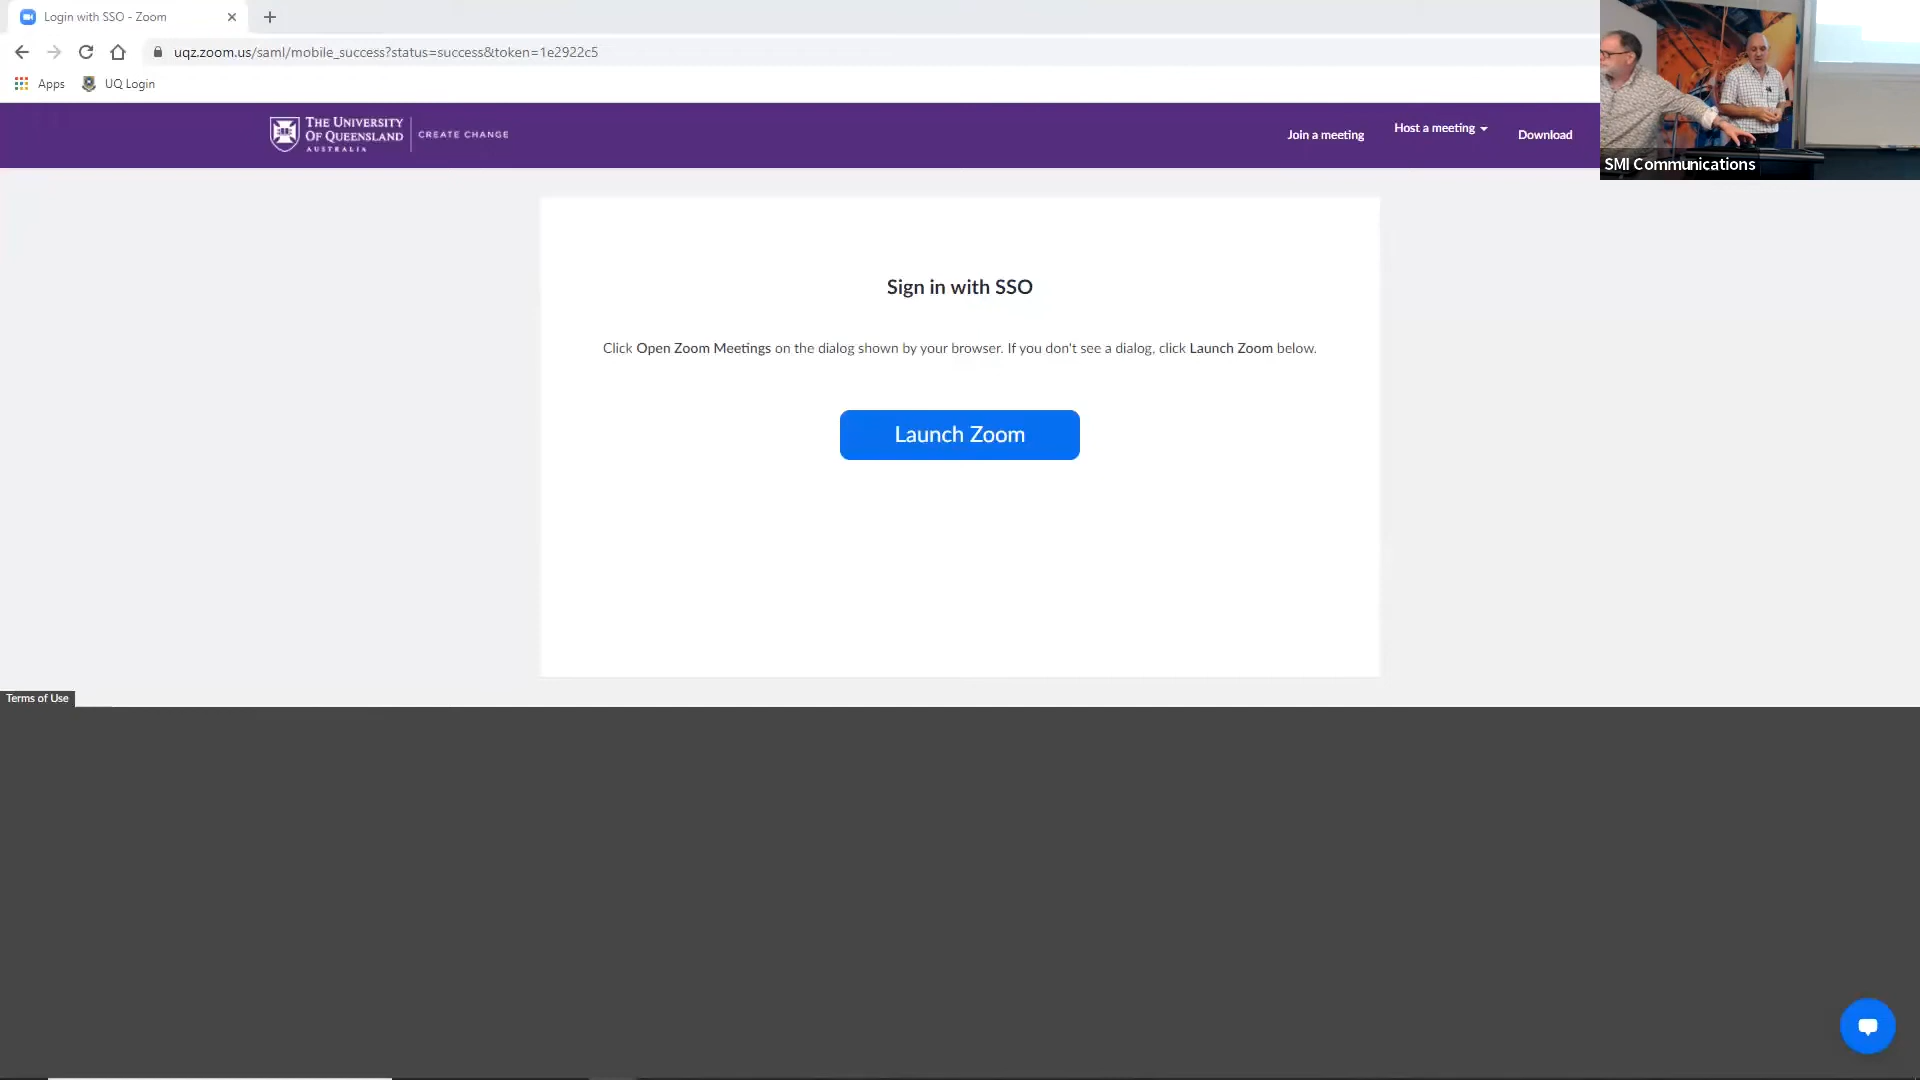 Login with SSO - Zoom
uqz.zoom.us/saml/mobile_success?status=success&token=1e2922c5
Apps UQ Login
THE UNIVERSITY
OF QUEENSLAND
AUSTRALIA
CREATE CHANGE
Join a meeting Host a meeting Download
SMI Communications
Sign in with SSO
Click Open Zoom Meetings on the dialog shown by your browser. If you don't see a dialog, click Launch Zoom below.
Launch Zoom
Terms of Use